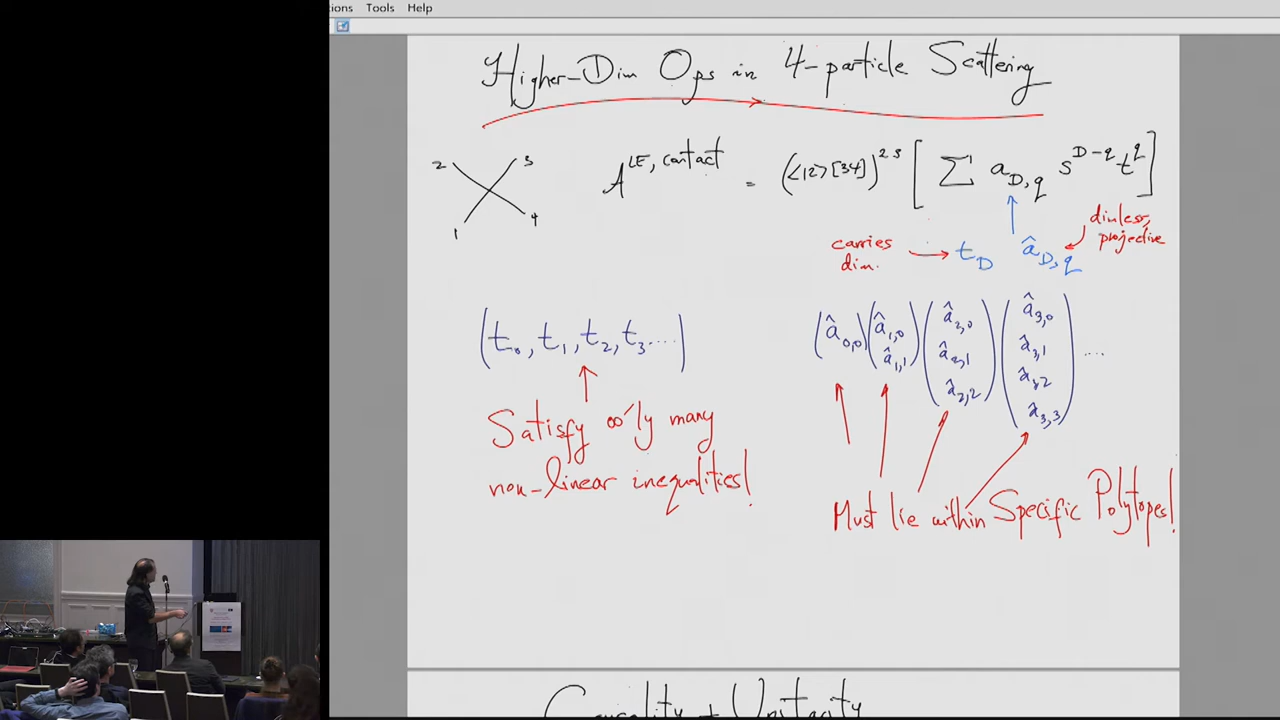 tions Tools Help
Higher-Dim Ops in 4-particle Scattering
2 3
1 4
A^{LE, contact} = (<12>[34])^{2s} [ ∑ a_{D,q} s^{D-q} t^q ]
carries dim. → t_D â_{D,q} dimless, projective
(t_0, t_1, t_2, t_3 ....)
(â_{0,0}) (â_{1,0} â_{1,1}) (â_{2,0} â_{2,1} â_{2,2}) (â_{3,0} â_{3,1} â_{3,2} â_{3,3}) ....
Satisfy ∞'ly many
non-linear inequalities!
Must lie within Specific Polytopes!
Causality + Unitarity